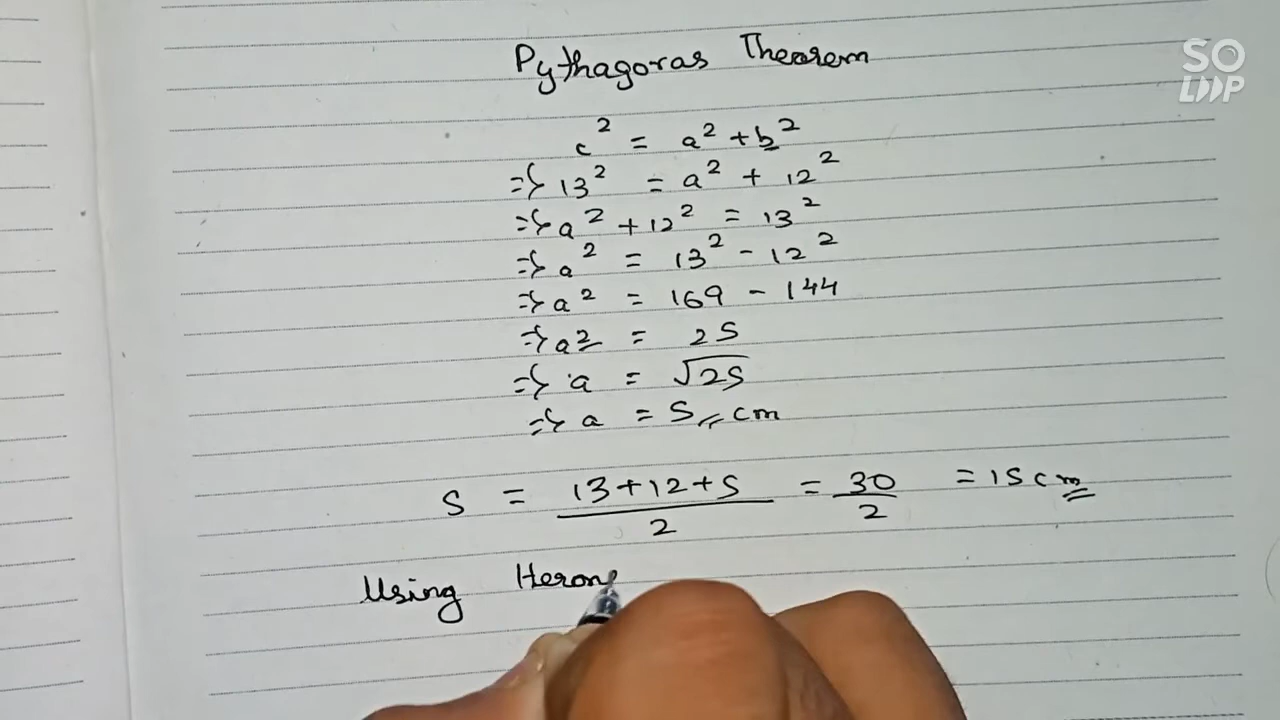 Pythagoras Theorem
c² = a² + b²
=> 13² = a² + 12²
=> a² + 12² = 13²
=> a² = 13² - 12²
=> a² = 169 - 144
=> a² = 25
=> a = √25
=> a = 5 cm
S = 13+12+5/2 = 30/2 = 15 cm
Using Heron
SO
LIIP